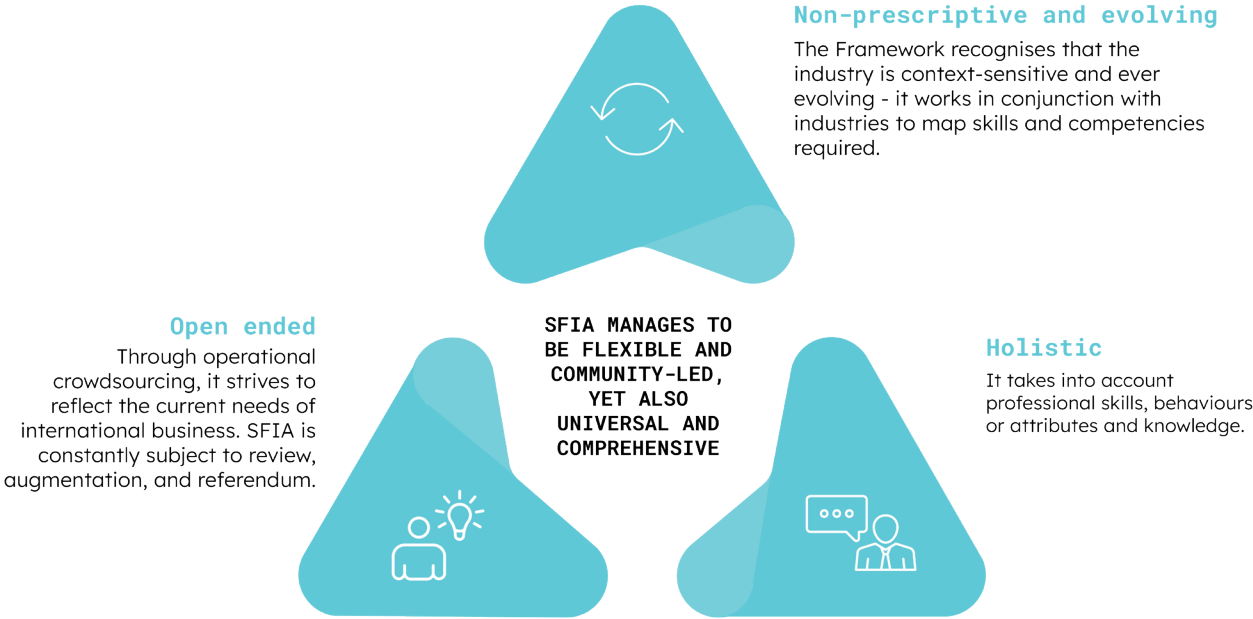 Non-prescriptive and evolving
The Framework recognises that the
industry is context-sensitive and ever
evolving - it works in conjunction with
industries to map skills and competencies
required.
Open ended
Through operational
crowdsourcing, it strives to
reflect the current needs of
international business. SFIA is
constantly subject to review,
augmentation, and referendum.
SFIA MANAGES TO
BE FLEXIBLE AND
COMMUNITY-LED,
YET ALSO
UNIVERSAL AND
COMPREHENSIVE
Holistic
It takes into account
professional skills, behaviours
or attributes and knowledge.